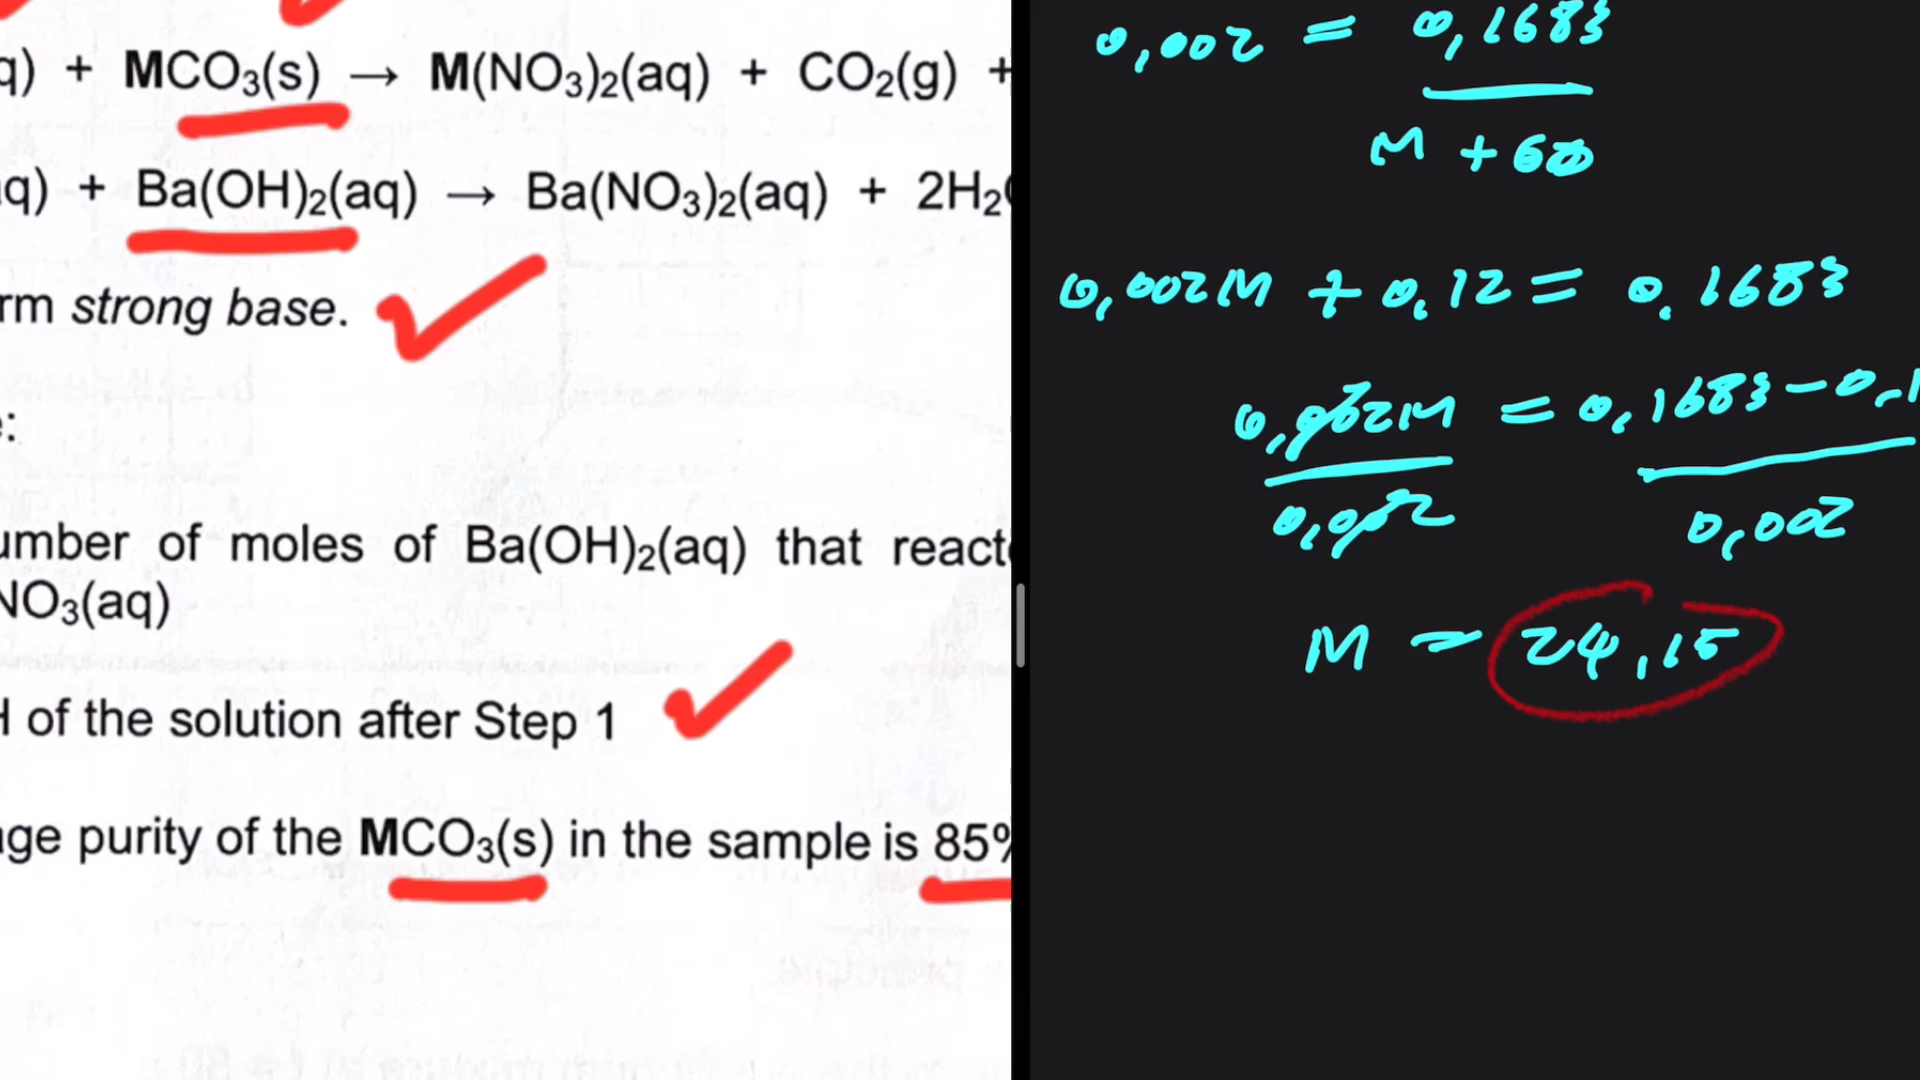 q) + MCO₃(s) → M(NO₃)₂(aq) + CO₂(g) +
q) + Ba(OH)₂(aq) → Ba(NO₃)₂(aq) + 2H₂
rm strong base.
e:
umber of moles of Ba(OH)₂(aq) that react
NO₃(aq)
H of the solution after Step 1
age purity of the MCO₃(s) in the sample is 85%
0,002 = 0,1683
M + 60
0,002M + 0,12 = 0,1683
0,002M = 0,1683 - 0,1
0,002 0,002
M = 24,15